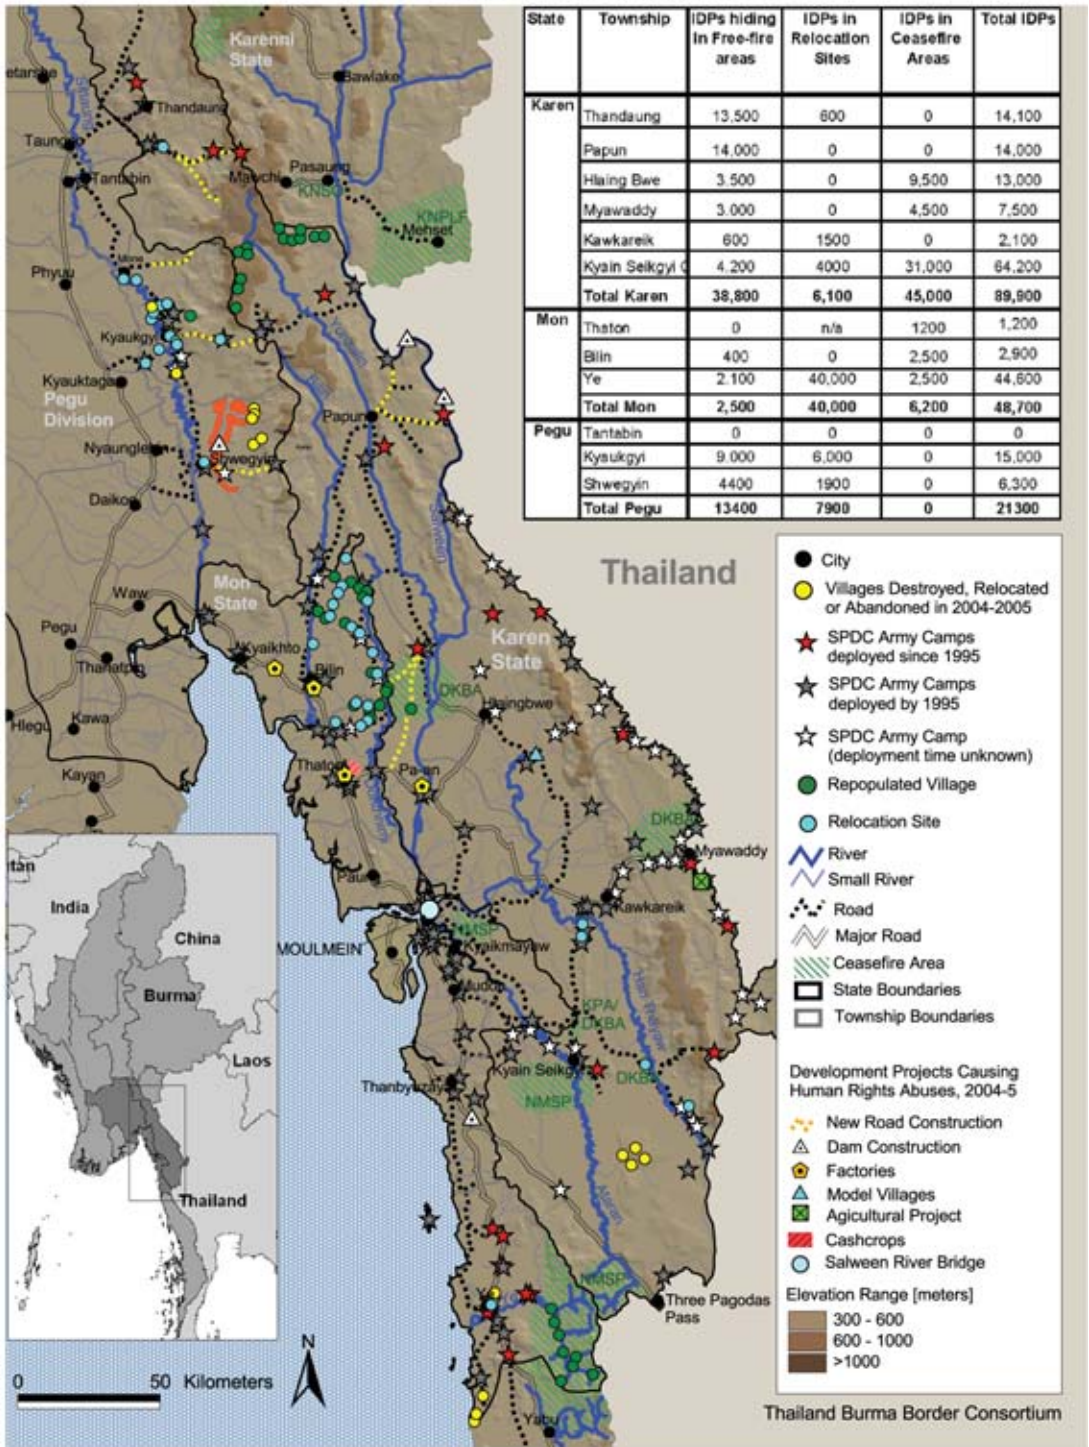 State Township IDPs hiding in Free-fire areas IDPs in Relocation Sites IDPs in Ceasefire Areas Total IDPs
Karen Thandaung 13,500 600 0 14,100
Papun 14,000 0 0 14,000
Hlaing Bwe 3.500 0 9,500 13,000
Myawaddy 3.000 0 4,500 7,500
Kawkareik 600 1500 0 2,100
Kyain Seikgyi 4.200 4000 31,000 64,200
Total Karen 38,800 6,100 45,000 89,900
Mon Thaton 0 n/a 1200 1,200
Bilin 400 0 2,500 2,900
Ye 2.100 40,000 2,500 44,600
Total Mon 2,500 40,000 6,200 48,700
Pegu Tantabin 0 0 0 0
Kyaukgyi 9.000 6,000 0 15,000
Shwegyin 4400 1900 0 6,300
Total Pegu 13400 7900 0 21300
Karenni
State
etarshe
Bawlake
Thandaung
Pasaung
Mawchi
Tantabin
KNPLF
Mehset
Mone
Phyuu
Kyaukgyi
Kyauktaga
Pegu
Division
Papun
Shwegyin
Daikoo
Salween
Thailand
Mon
State
Waw
Karen
State
Pegu
Kyaikhto
Thanatpin
Bilin
DKBA
Hlaingbwe
Hlegu
Kawa
Thaton
Pa-an
Kayan
DKBA
Myawaddy
Paung
Kawkareik
NMSP
MOULMEIN
Kyaikmayaw
Mudon
KPA/
DKBA
Kyain Seikgyi
DKBA
Thanbyuzayat
NMSP
Ataran
NMSP
Three Pagodas
Pass
Yabu
City
Villages Destroyed, Relocated
or Abandoned in 2004-2005
SPDC Army Camps
deployed since 1995
SPDC Army Camps
deployed by 1995
SPDC Army Camp
(deployment time unknown)
Repopulated Village
Relocation Site
River
Small River
Road
Major Road
Ceasefire Area
State Boundaries
Township Boundaries
Development Projects Causing
Human Rights Abuses, 2004-5
New Road Construction
Dam Construction
Factories
Model Villages
Agicultural Project
Cashcrops
Salween River Bridge
Elevation Range [meters]
300 - 600
600 - 1000
>1000
tan
India
China
Burma
Laos
Thailand
N
0 50 Kilometers
Thailand Burma Border Consortium